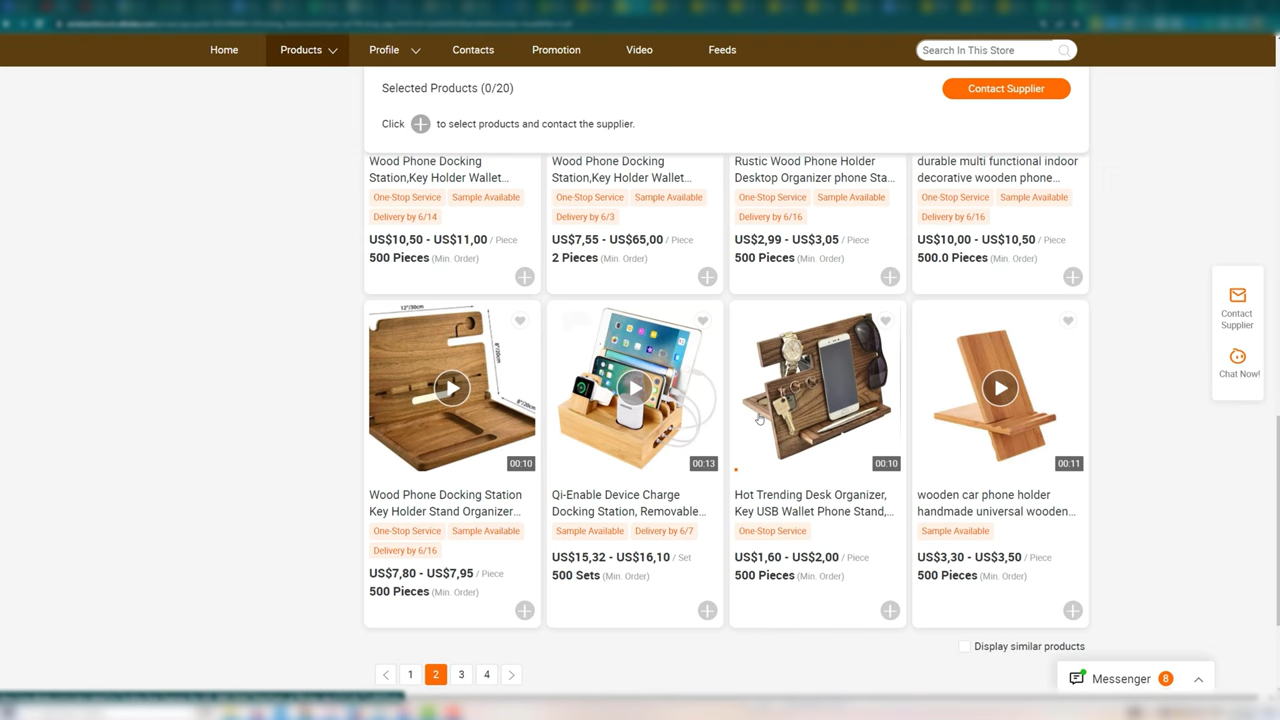 Home
Products
Profile
Contacts
Promotion
Video
Feeds
Search In This Store
Selected Products (0/20)
Contact Supplier
Click
to select products and contact the supplier.
Wood Phone Docking
Station,Key Holder Wallet...
One-Stop Service
Sample Available
Delivery by 6/14
US$10,50 - US$11,00 / Piece
500 Pieces (Min. Order)
Wood Phone Docking
Station,Key Holder Wallet...
One-Stop Service
Sample Available
Delivery by 6/3
US$7,55 - US$65,00 / Piece
2 Pieces (Min. Order)
Rustic Wood Phone Holder
Desktop Organizer phone Sta...
One-Stop Service
Sample Available
Delivery by 6/16
US$2,99 - US$3,05 / Piece
500 Pieces (Min. Order)
durable multi functional indoor
decorative wooden phone...
One-Stop Service
Sample Available
Delivery by 6/16
US$10,00 - US$10,50 / Piece
500.0 Pieces (Min. Order)
Contact
Supplier
Chat Now!
12"/30cm
8"/20cm
8"/20cm
00:10
Wood Phone Docking Station
Key Holder Stand Organizer...
One-Stop Service
Sample Available
Delivery by 6/16
US$7,80 - US$7,95 / Piece
500 Pieces (Min. Order)
00:13
Qi-Enable Device Charge
Docking Station, Removable...
Sample Available
Delivery by 6/7
US$15,32 - US$16,10 / Set
500 Sets (Min. Order)
00:10
Hot Trending Desk Organizer,
Key USB Wallet Phone Stand,...
One-Stop Service
US$1,60 - US$2,00 / Piece
500 Pieces (Min. Order)
00:11
wooden car phone holder
handmade universal wooden...
Sample Available
US$3,30 - US$3,50 / Piece
500 Pieces (Min. Order)
Display similar products
1
2
3
4
Messenger
8